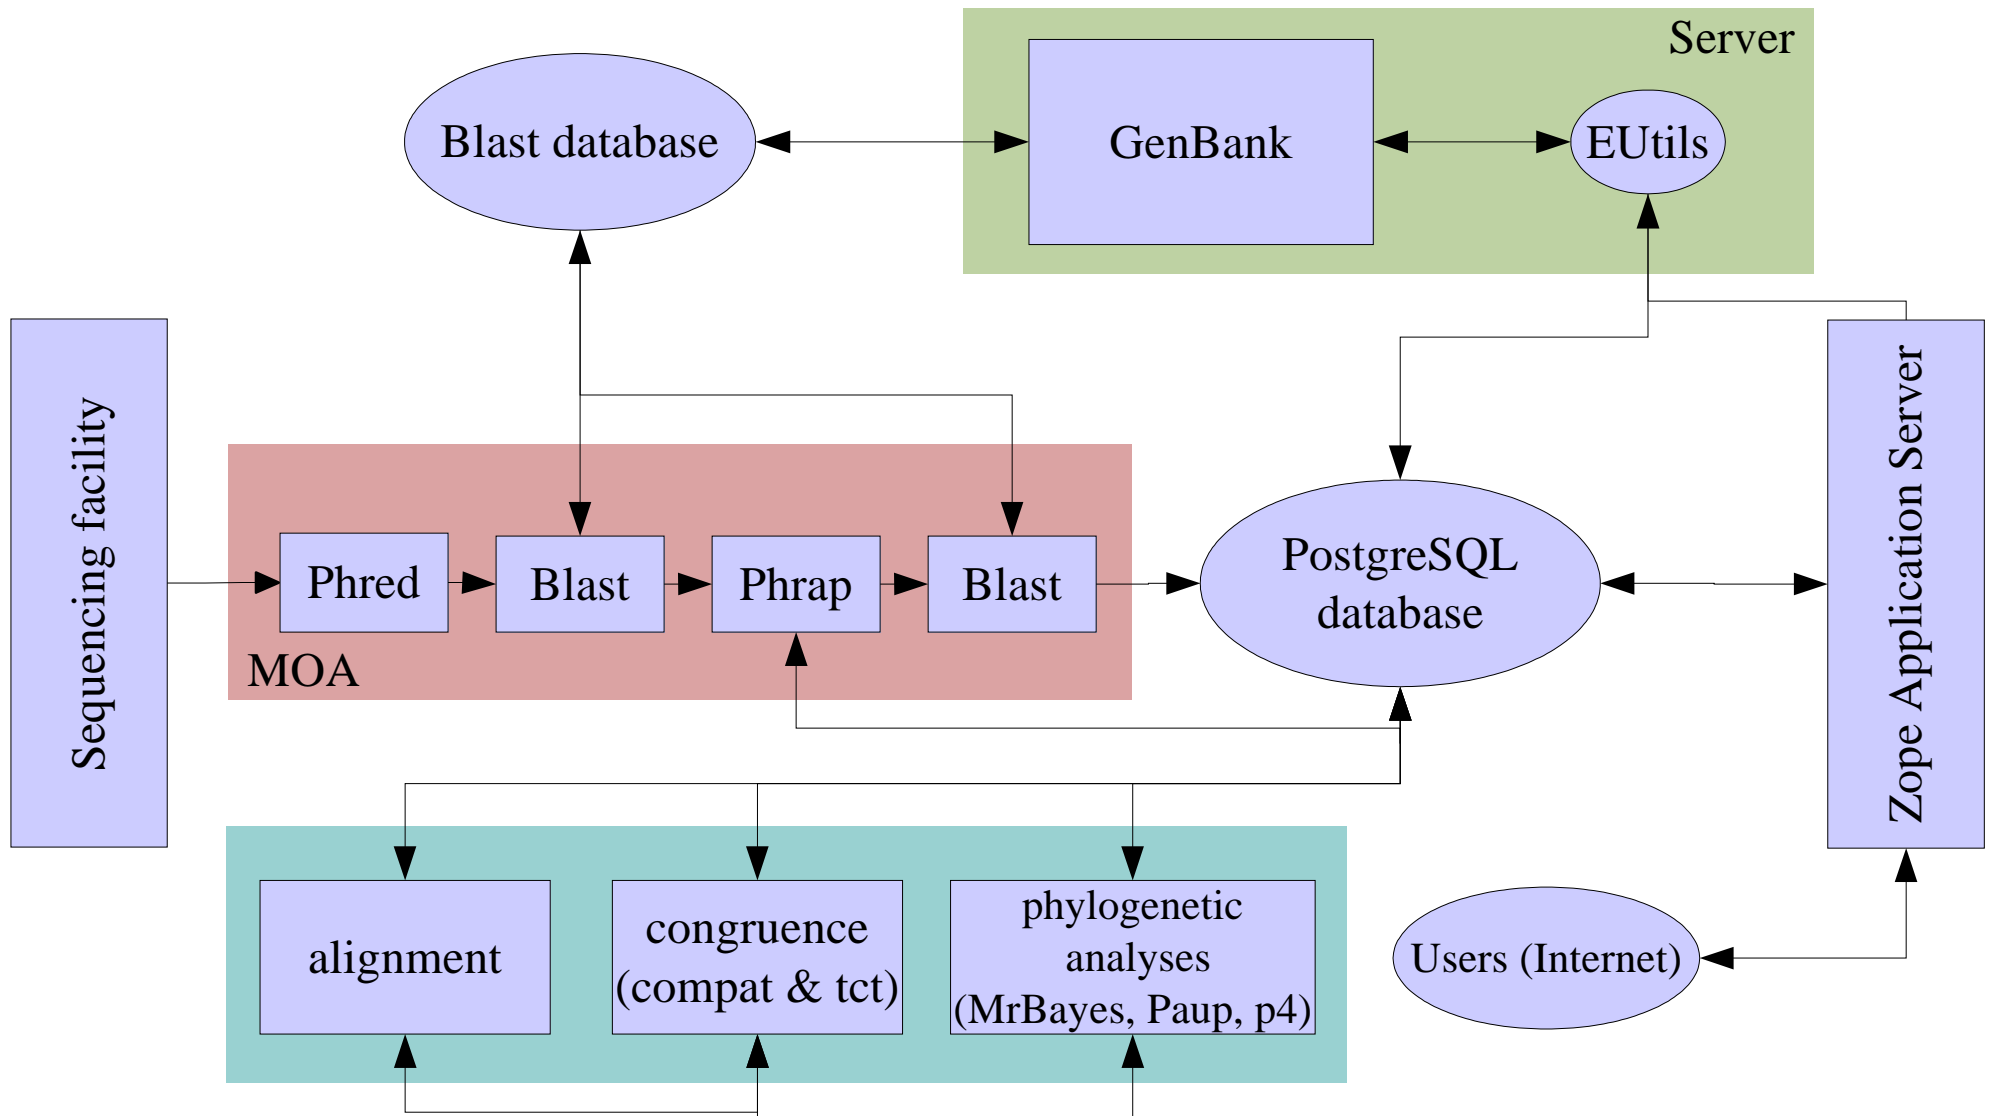 Server
Blast database
GenBank
EUtils
Sequencing facility
Zope Application Server
Phred
Blast
Phrap
Blast
MOA
PostgreSQL
database
alignment
congruence
(compat & tct)
phylogenetic
analyses
(MrBayes, Paup, p4)
Users (Internet)